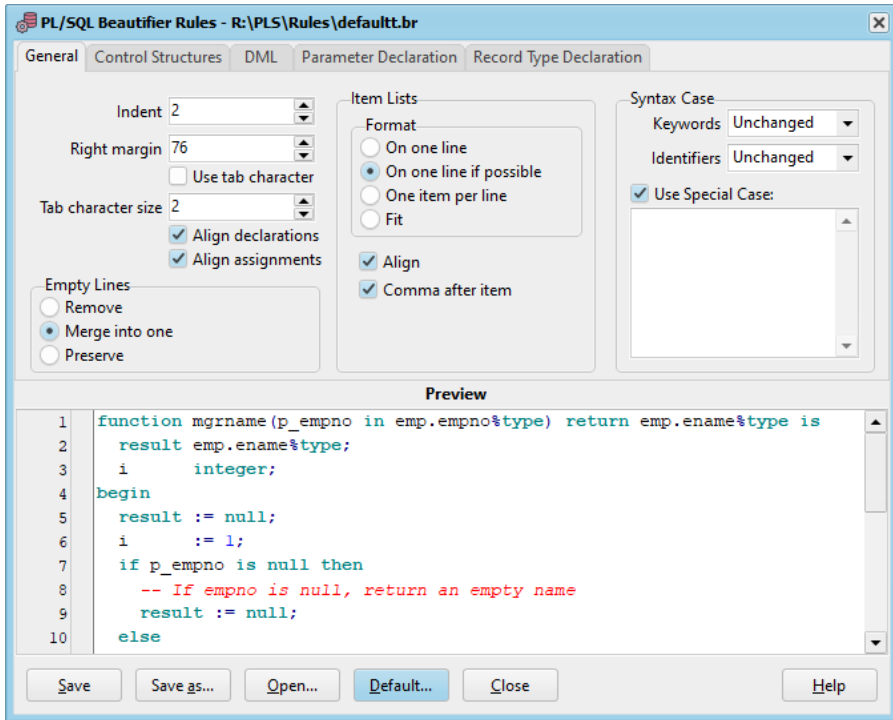 PL/SQL Beautifier Rules - R:\PLS\Rules\defaultt.br
General Control Structures DML Parameter Declaration Record Type Declaration
Indent 2
Right margin 76
Use tab character
Tab character size 2
Align declarations
Align assignments
Empty Lines
Remove
Merge into one
Preserve
Item Lists
Format
On one line
On one line if possible
One item per line
Fit
Align
Comma after item
Syntax Case
Keywords Unchanged
Identifiers Unchanged
Use Special Case:
Preview
1 function mgrname(p_empno in emp.empno%type) return emp.ename%type is
2 result emp.ename%type;
3 i integer;
4 begin
5 result := null;
6 i := 1;
7 if p_empno is null then
8 -- If empno is null, return an empty name
9 result := null;
10 else
Save Save as... Open... Default... Close Help